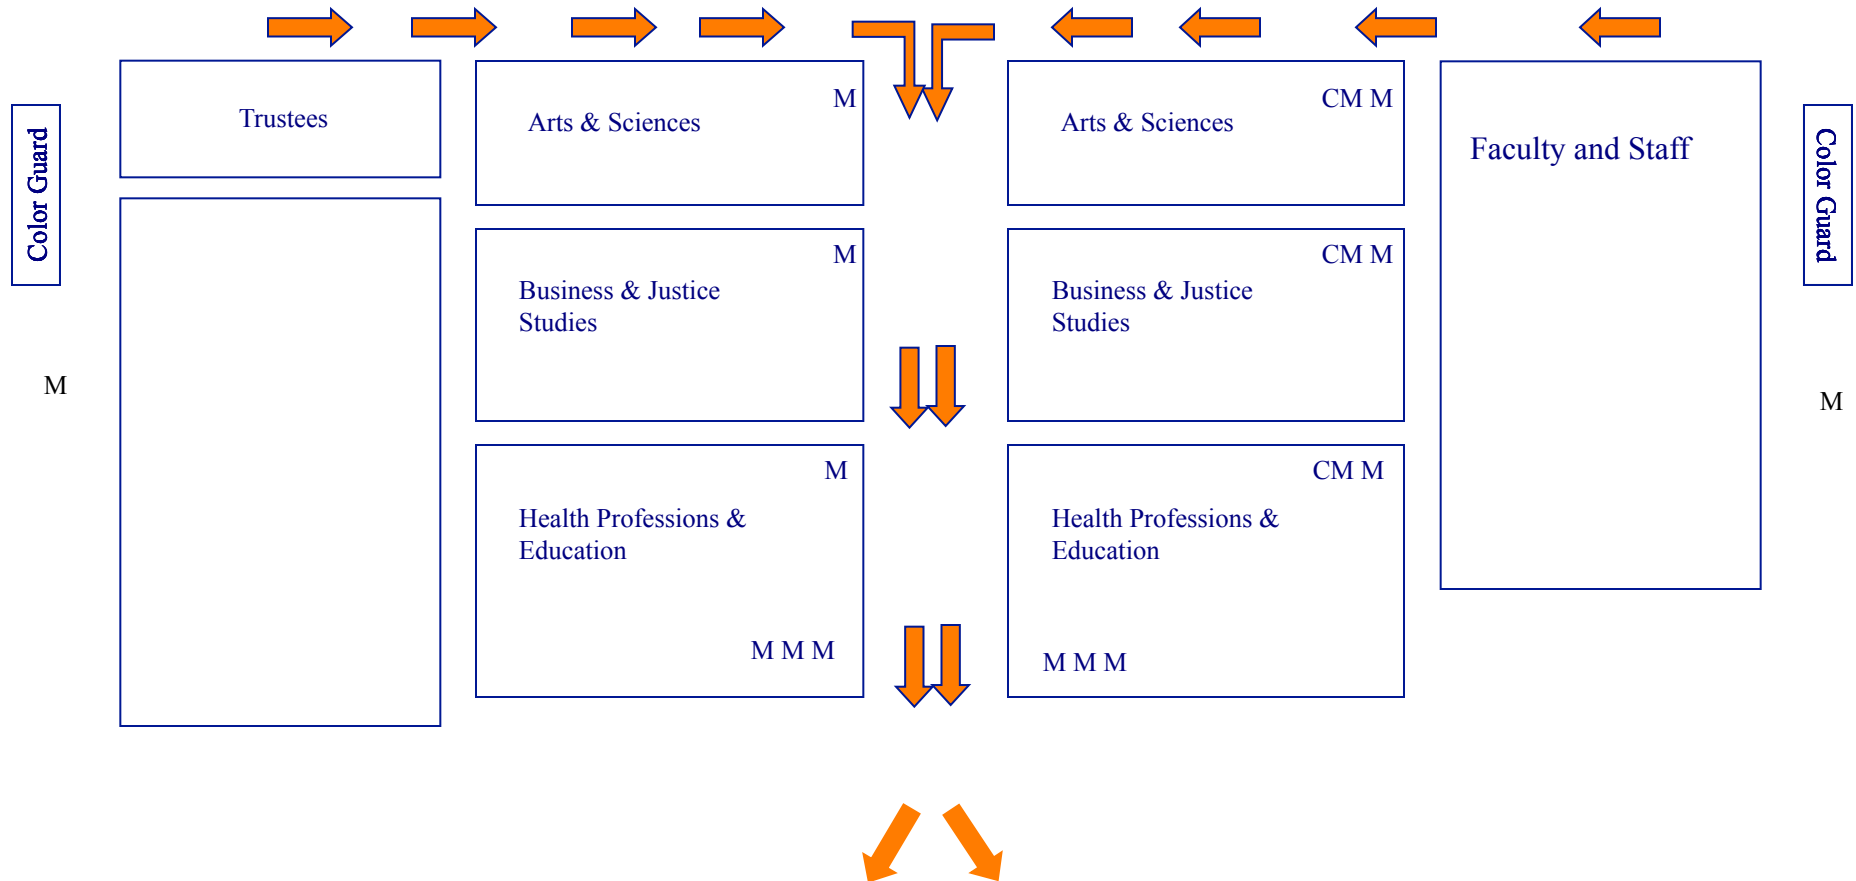 Color Guard
M
Trustees
M
Arts & Sciences
M
Business & Justice
Studies
M
Health Professions &
Education
M M M
CM M
Arts & Sciences
CM M
Business & Justice
Studies
CM M
Health Professions &
Education
M M M
Faculty and Staff
Color Guard
M